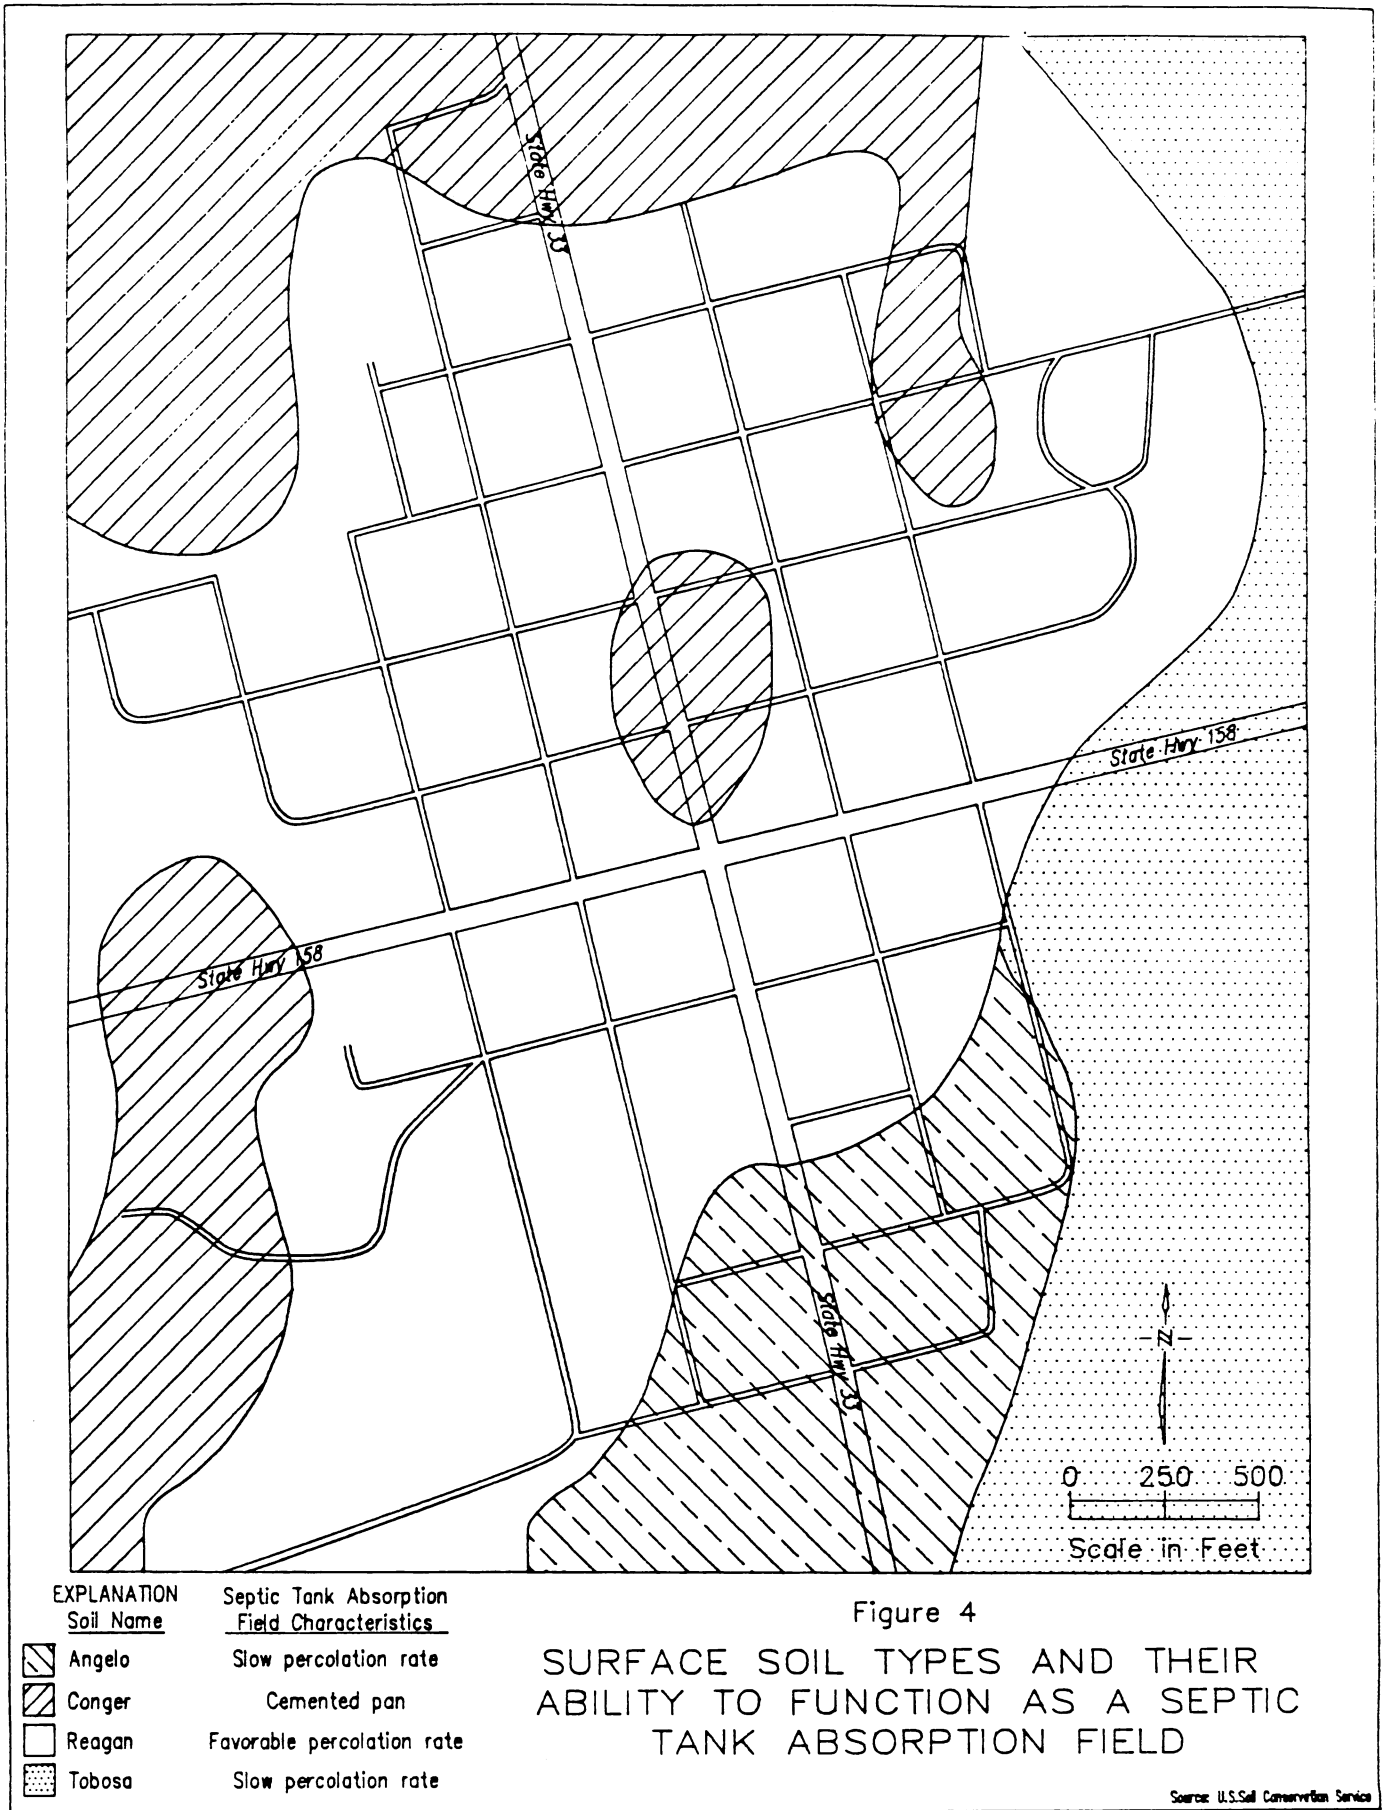 State Hwy 33
State Hwy 158
State Hwy 158
State Hwy 33
N
0 250 500
Scale in Feet
EXPLANATION
Soil Name
Septic Tank Absorption
Field Characteristics
Angelo Slow percolation rate
Conger Cemented pan
Reagan Favorable percolation rate
Tobosa Slow percolation rate
Figure 4
SURFACE SOIL TYPES AND THEIR
ABILITY TO FUNCTION AS A SEPTIC
TANK ABSORPTION FIELD
Source: U.S.Soil Conservation Service